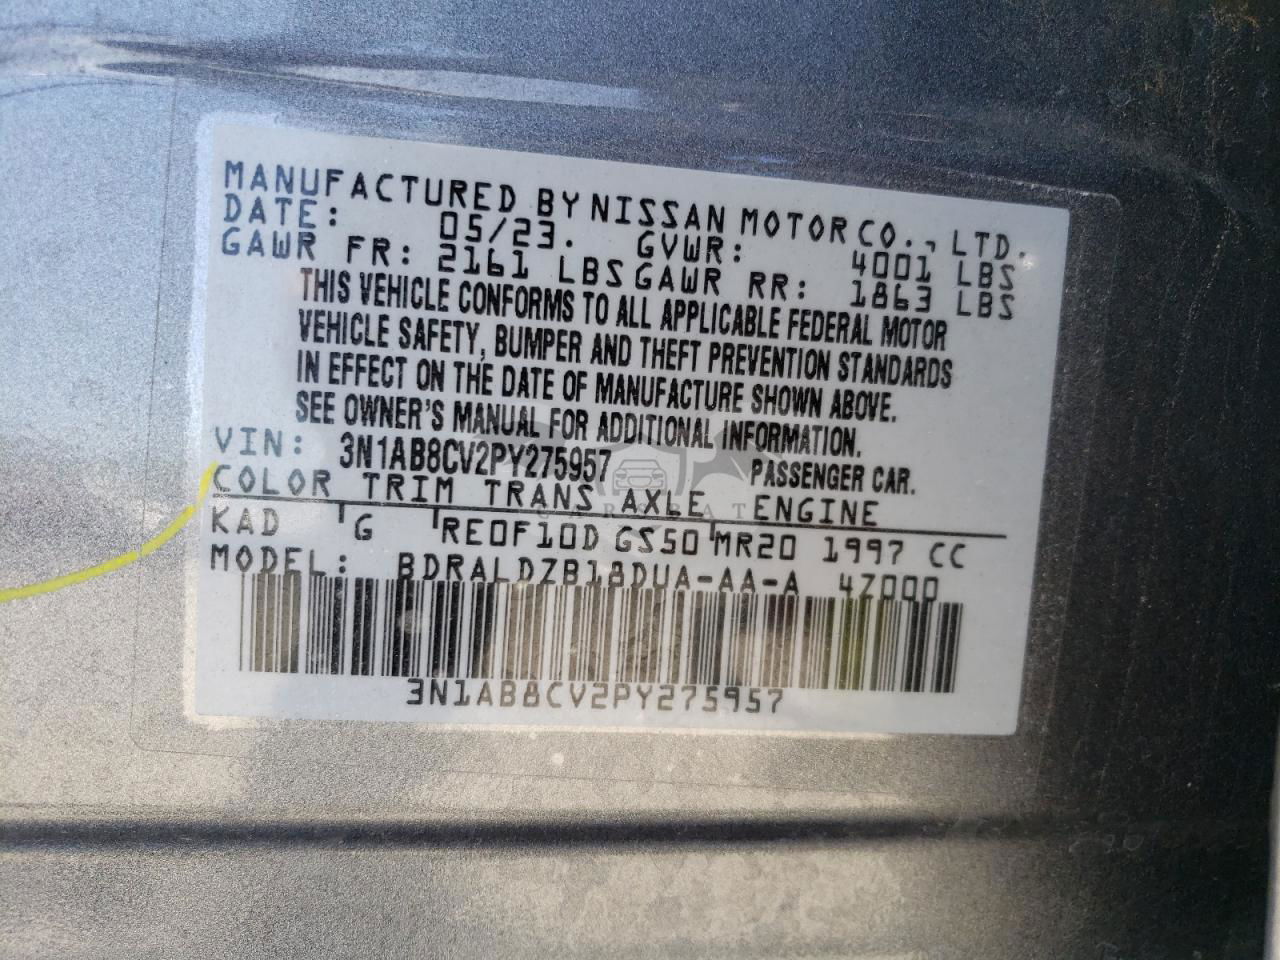 MANUFACTURED BY NISSAN MOTOR CO., LTD.
DATE: 05/23. GVWR: 4001 LBS
GAWR FR: 2161 LBS GAWR RR: 1863 LBS
THIS VEHICLE CONFORMS TO ALL APPLICABLE FEDERAL MOTOR
VEHICLE SAFETY, BUMPER AND THEFT PREVENTION STANDARDS
IN EFFECT ON THE DATE OF MANUFACTURE SHOWN ABOVE.
SEE OWNER'S MANUAL FOR ADDITIONAL INFORMATION.
VIN: 3N1AB8CV2PY275957 PASSENGER CAR.
COLOR TRIM TRANS AXLE ENGINE
KAD G RE0F10D GS50 MR20 1997 CC
MODEL: BDRALDZB18DUA-AA-A 4Z000
3N1AB8CV2PY275957